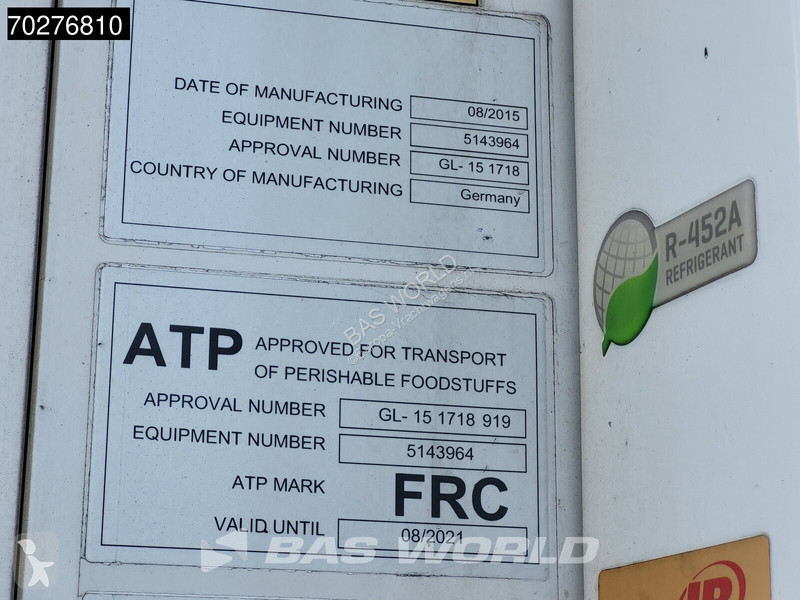 70276810
DATE OF MANUFACTURING 08/2015
EQUIPMENT NUMBER 5143964
APPROVAL NUMBER GL- 15 1718
COUNTRY OF MANUFACTURING Germany
R-452A
REFRIGERANT
BAS WORLD
ATP APPROVED FOR TRANSPORT
OF PERISHABLE FOODSTUFFS
APPROVAL NUMBER GL- 15 1718 919
EQUIPMENT NUMBER 5143964
ATP MARK FRC
VALID UNTIL 08/2021
BAS WORLD
IR